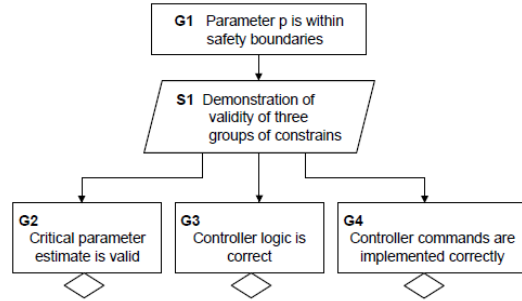 G1 Parameter p is within
safety boundaries
S1 Demonstration of
validity of three
groups of constrains
G2
Critical parameter
estimate is valid
G3
Controller logic is
correct
G4
Controller commands are
implemented correctly